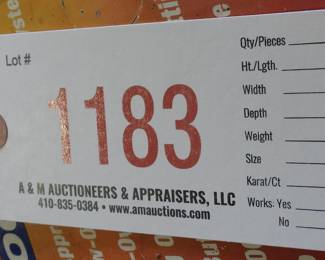 Lot #
1183
A & M AUCTIONEERS & APPRAISERS, LLC
410-835-0384 • www.amauctions.com
Qty/Pieces
Ht./Lgth.
Width
Depth
Weight
Size
Karat/Ct
Works: Yes
No